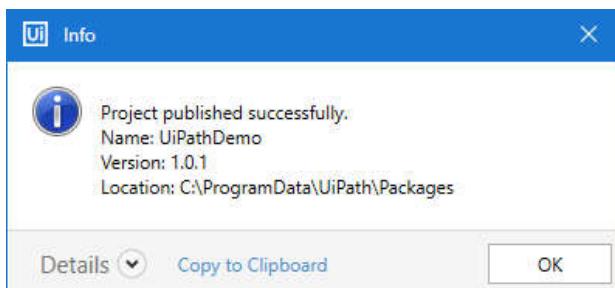 Ui Info
Project published successfully.
Name: UiPathDemo
Version: 1.0.1
Location: C:\ProgramData\UiPath\Packages
Details Copy to Clipboard OK